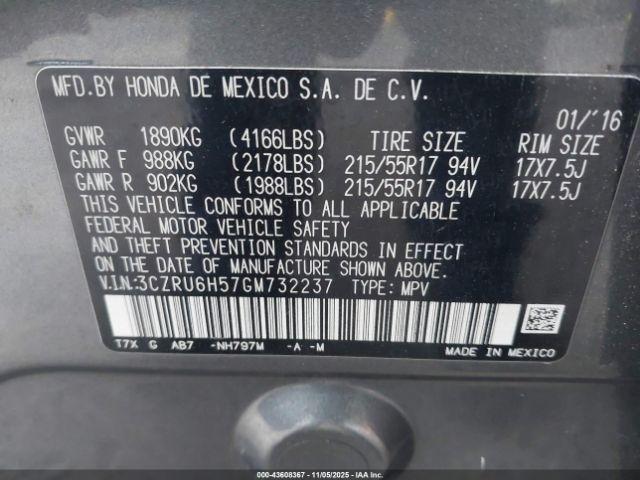 MFD.BY HONDA DE MEXICO S.A. DE C.V.
01/'16
GVWR 1890KG (4166LBS) TIRE SIZE RIM SIZE
GAWR F 988KG (2178LBS) 215/55R17 94V 17X7.5J
GAWR R 902KG (1988LBS) 215/55R17 94V 17X7.5J
THIS VEHICLE CONFORMS TO ALL APPLICABLE
FEDERAL MOTOR VEHICLE SAFETY
AND THEFT PREVENTION STANDARDS IN EFFECT
ON THE DATE OF MANUFACTURE SHOWN ABOVE.
V.I.N:3CZRU6H57GM732237 TYPE: MPV
T7X G AB7 -NH797M -A -M
MADE IN MEXICO
000-43608367 - 11/05/2025 - IAAI.COM